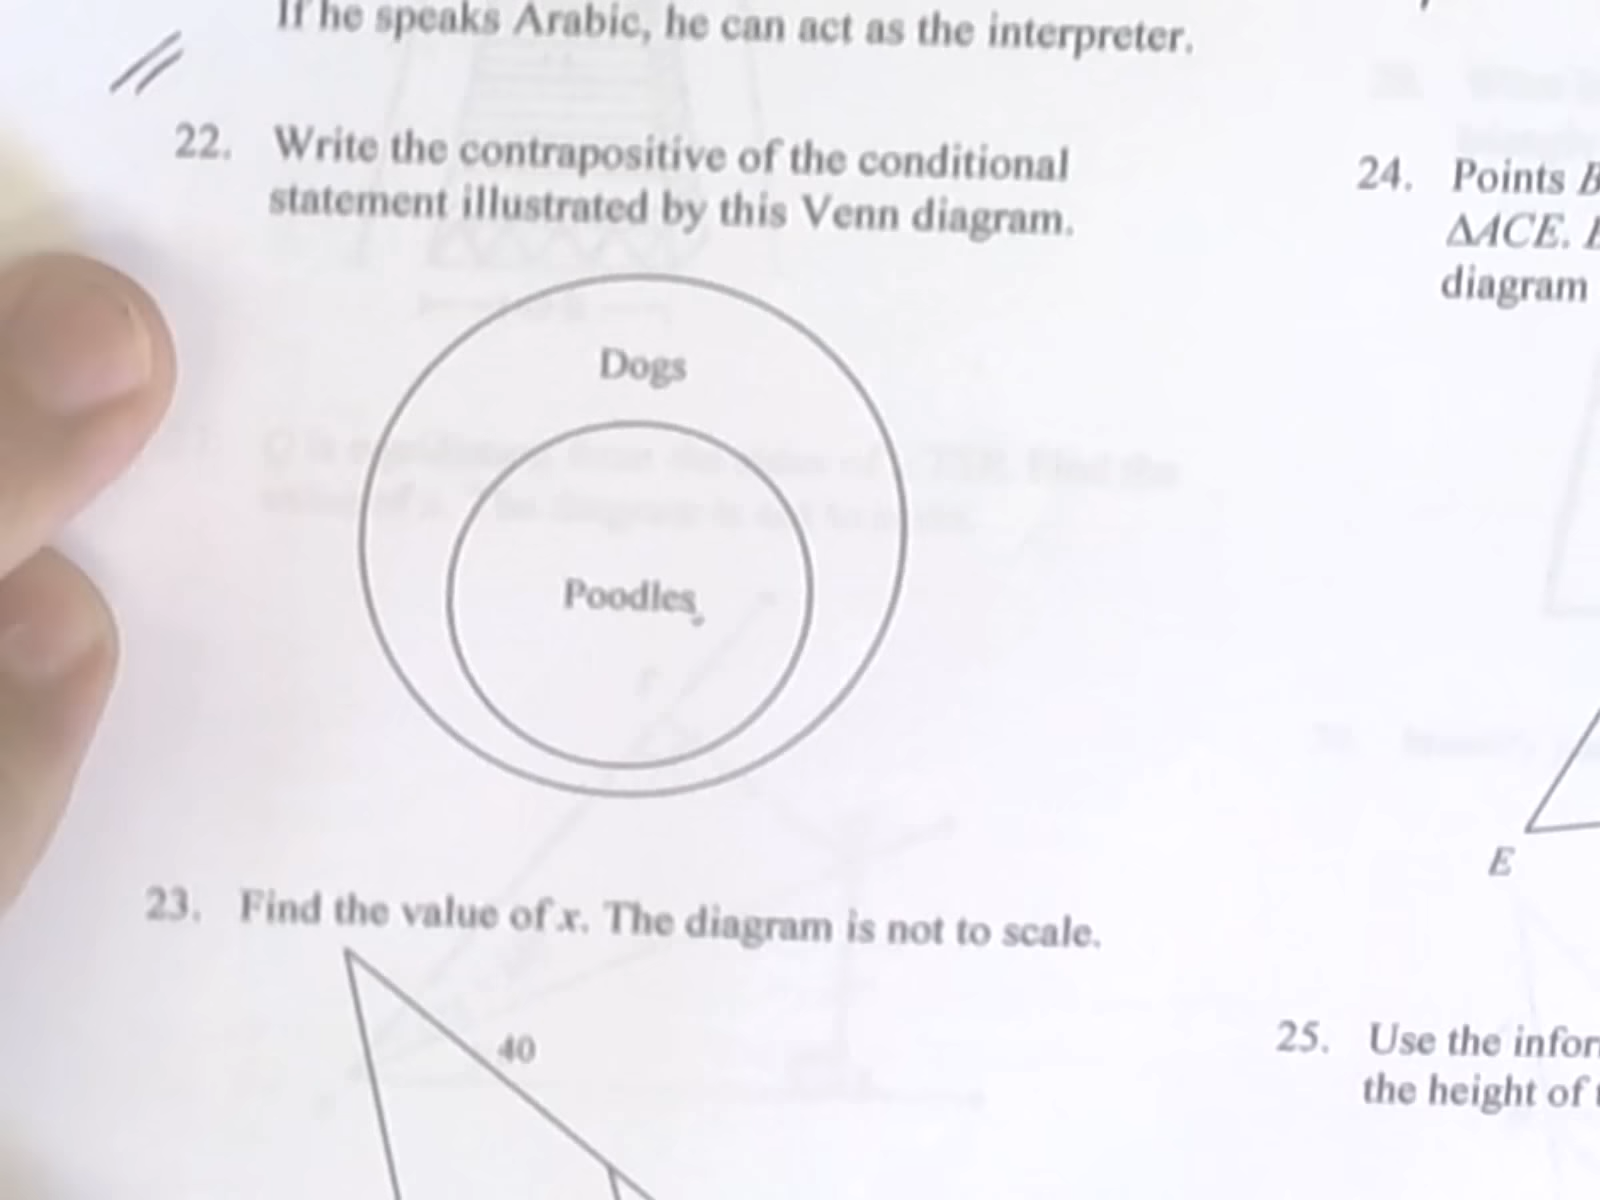 If he speaks Arabic, he can act as the interpreter.
22. Write the contrapositive of the conditional
statement illustrated by this Venn diagram.
Dogs
Poodles
23. Find the value of x. The diagram is not to scale.
40
24. Points B
ΔACE.
diagram
E
25. Use the infor
the height of